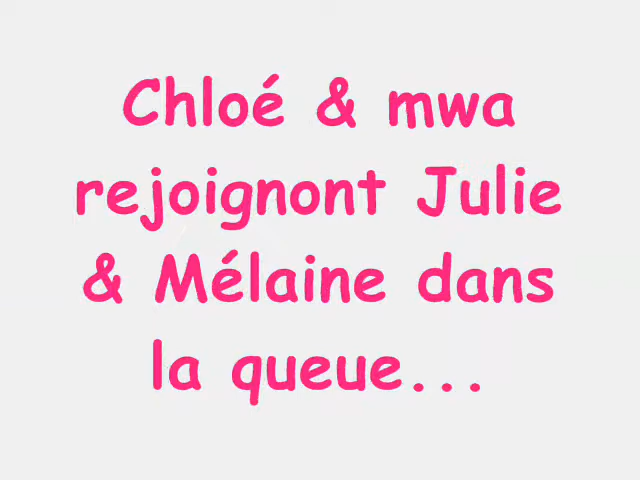 Chloé & mwa
rejoignont Julie
& Mélaine dans
la queue...